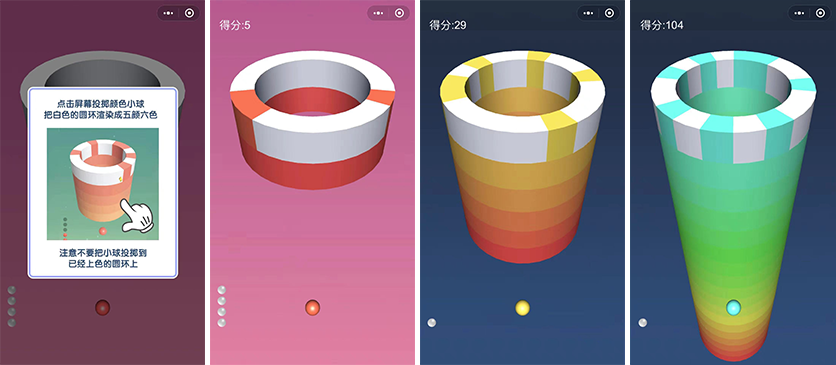 点击屏幕投掷颜色小球
把白色的圆环渲染成五颜六色
注意不要把小球投掷到
已经上色的圆环上
得分:5
得分:29
得分:104